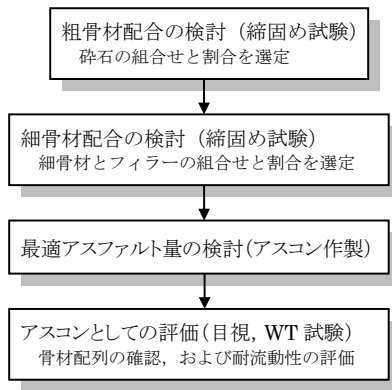 粗骨材配合の検討（締固め試験）
砕石の組合せと割合を選定
細骨材配合の検討（締固め試験）
細骨材とフィラーの組合せと割合を選定
最適アスファルト量の検討（アスコン作製）
アスコンとしての評価（目視，WT 試験）
骨材配列の確認，および耐流動性の評価